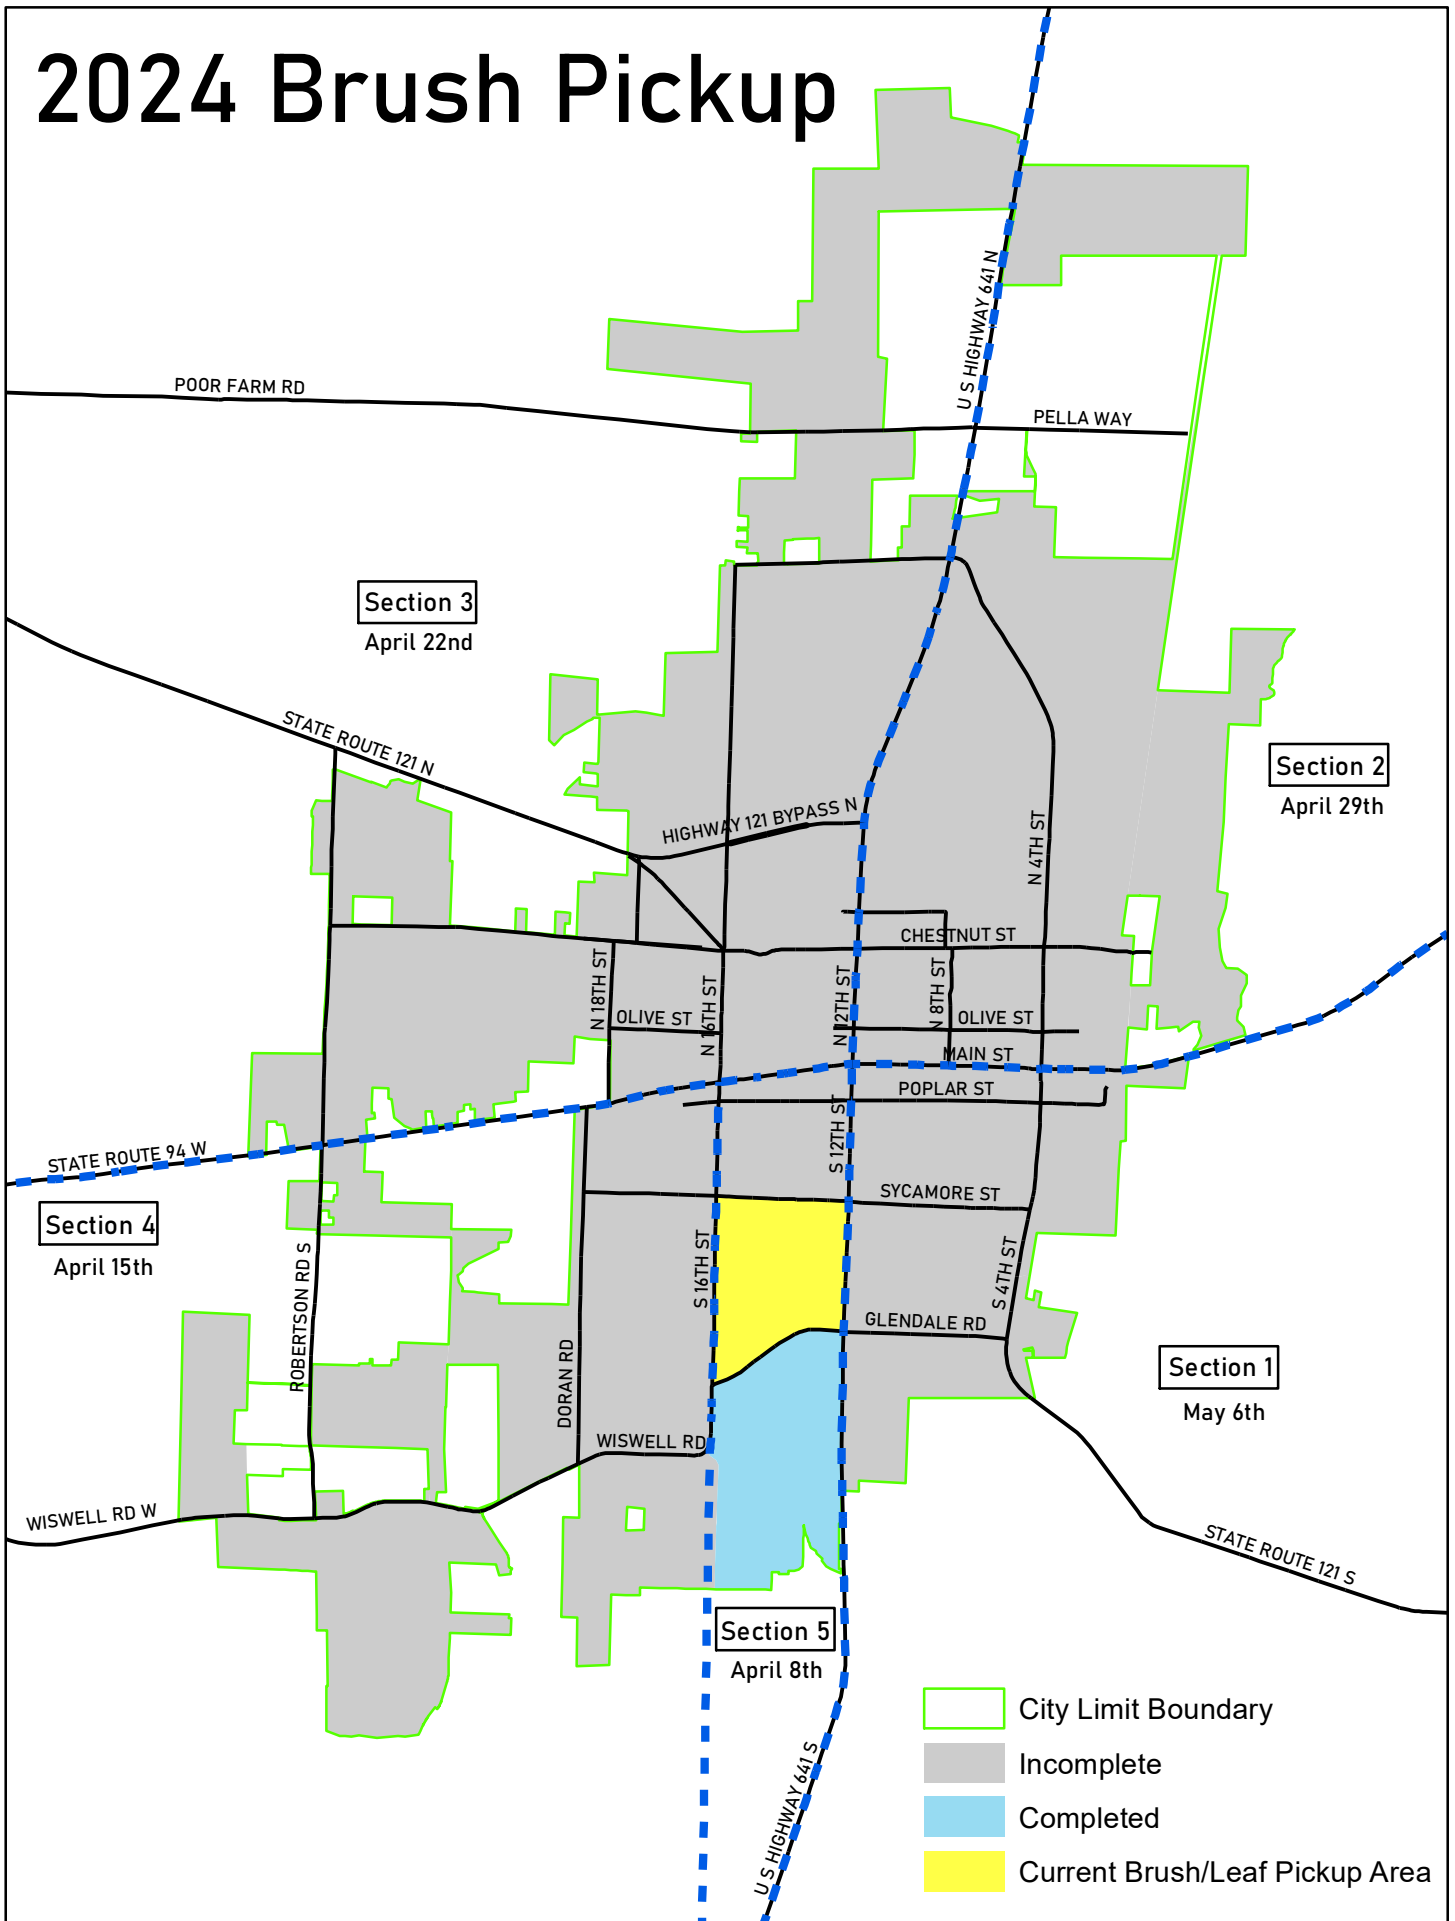 2024 Brush Pickup
U S HIGHWAY 641 N
POOR FARM RD
PELLA WAY
Section 3
April 22nd
STATE ROUTE 121 N
Section 2
April 29th
HIGHWAY 121 BYPASS N
N 4TH ST
CHESTNUT ST
N 18TH ST
N 16TH ST
N 12TH ST
N 8TH ST
OLIVE ST
OLIVE ST
MAIN ST
POPLAR ST
S 12TH ST
STATE ROUTE 94 W
SYCAMORE ST
Section 4
April 15th
S 16TH ST
S 4TH ST
ROBERTSON RD S
GLENDALE RD
DORAN RD
Section 1
May 6th
WISWELL RD
WISWELL RD W
STATE ROUTE 121 S
Section 5
April 8th
U S HIGHWAY 641 S
City Limit Boundary
Incomplete
Completed
Current Brush/Leaf Pickup Area